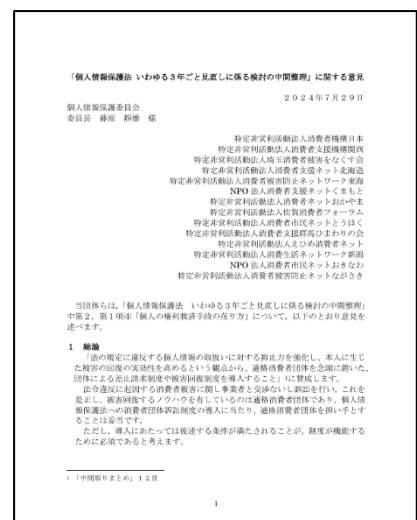 「個人情報保護法 いわゆる3年ごと見直しに係る検討の中間整理」に関する意見
2024年7月29日
個人情報保護委員会
委員長 藤原 靜雄 様
特定非営利活動法人消費者機構日本
特定非営利活動法人消費者支援機構関西
特定非営利活動法人埼玉消費者被害をなくす会
特定非営利活動法人消費者支援ネット北海道
特定非営利活動法人消費者被害防止ネットワーク東海
NPO法人消費者支援ネットくまもと
特定非営利活動法人消費者ネットおかやま
特定非営利活動法人佐賀消費者フォーラム
特定非営利活動法人消費者市民ネットとうほく
特定非営利活動法人消費者支援群馬ひまわりの会
特定非営利活動法人えひめ消費者ネット
特定非営利活動法人消費生活ネットワーク新潟
NPO法人消費者市民ネットおきなわ
特定非営利活動法人消費者被害防止ネットながさき
当団体らは、「個人情報保護法 いわゆる3年ごと見直しに係る検討の中間整理」
中第2、第1項⑷「個人の権利救済手段の在り方」について、以下のとおり意見を
述べます。
1 総論
「法の規定に違反する個人情報の取扱いに対する抑止力を強化し、本人に生じ
た被害の回復の実効性を高めるという観点から、適格消費者団体を念頭に置いた、
団体による差止請求制度や被害回復制度を導入すること」¹に賛成します。
法令違反に起因する消費者被害に関し事業者と交渉ないし訴訟を行い、これを
是正し、被害回復するノウハウを有しているのは適格消費者団体であり、個人情
報保護法への消費者団体訴訟制度の導入に当たり、適格消費者団体を担い手とす
ることは妥当です。
ただし、導入にあたっては後述する条件が満たされることが、制度が機能する
ために必須であると考えます。
¹ 「中間取りまとめ」12頁
1